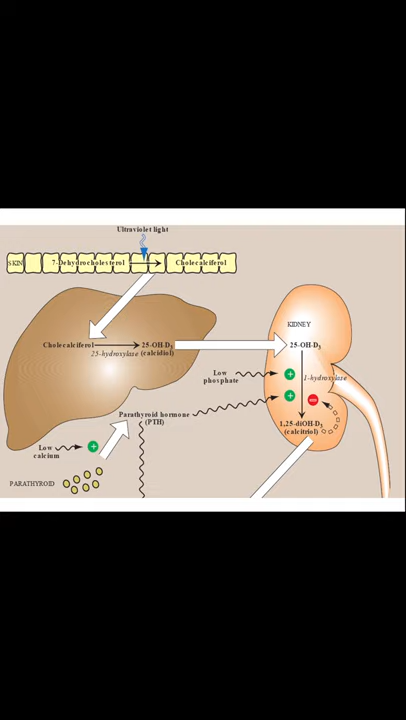 Ultraviolet light
SKIN
7-Dehydrocholesterol
Cholecalciferol
KIDNEY
Cholecalciferol
25-hydroxylase
25-OH-D3
(calcidiol)
25-OH-D3
Low
phosphate
1-hydroxylase
Parathyroid hormone
(PTH)
1,25-diOH-D3
(calcitriol)
Low
calcium
PARATHYROID